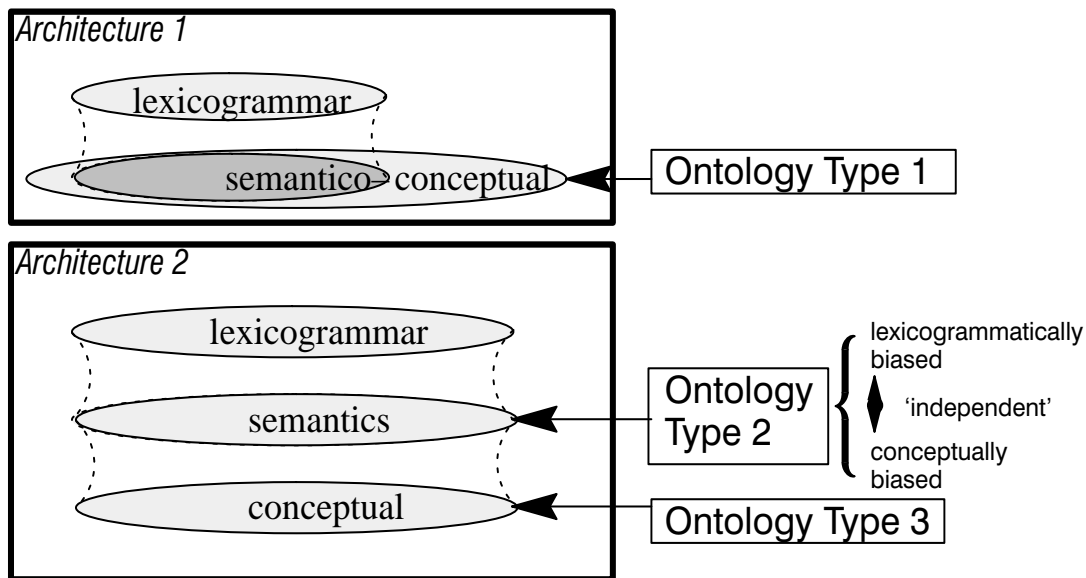 Architecture 1
lexicogrammar
semantico–conceptual
Ontology Type 1
Architecture 2
lexicogrammar
semantics
conceptual
Ontology
Type 2
lexicogrammatically
biased
‘independent’
conceptually
biased
Ontology Type 3